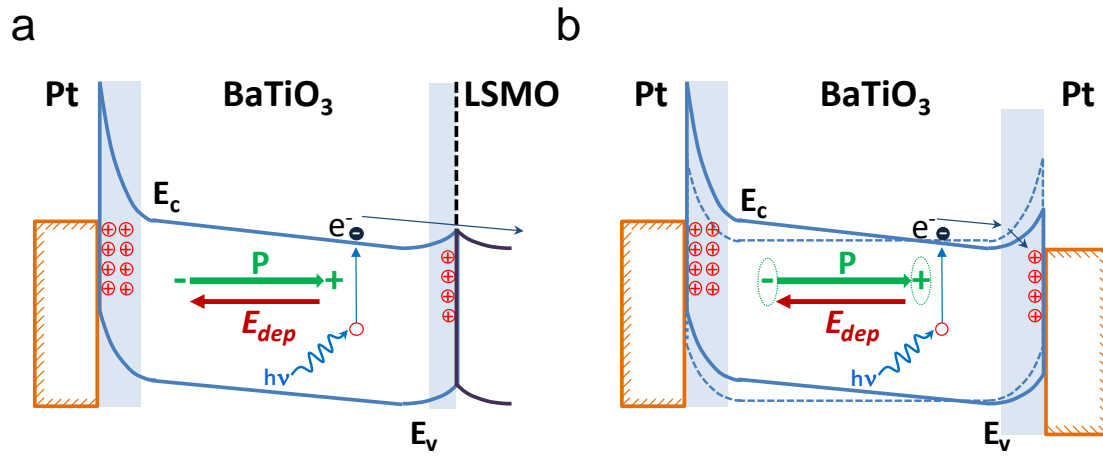 a
Pt BaTiO3 LSMO
Ec
e-
P
- +
Edep
hν
Ev
b
Pt BaTiO3 Pt
Ec
e-
P
- +
Edep
hν
Ev